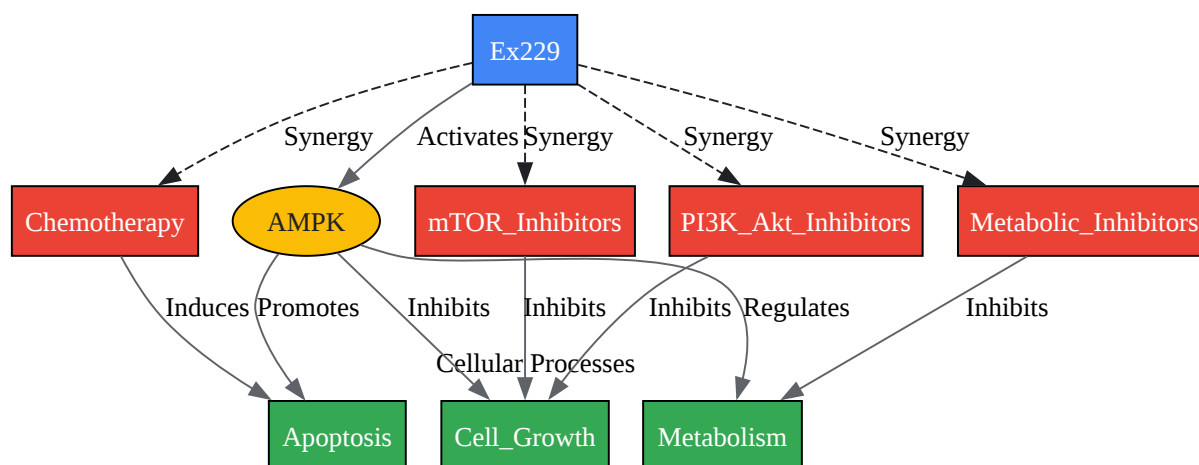 Ex229
Synergy
Activates
Synergy
Synergy
Synergy
Chemotherapy
AMPK
mTOR_Inhibitors
PI3K_Akt_Inhibitors
Metabolic_Inhibitors
Induces
Promotes
Inhibits
Inhibits
Inhibits
Regulates
Inhibits
Cellular Processes
Apoptosis
Cell_Growth
Metabolism